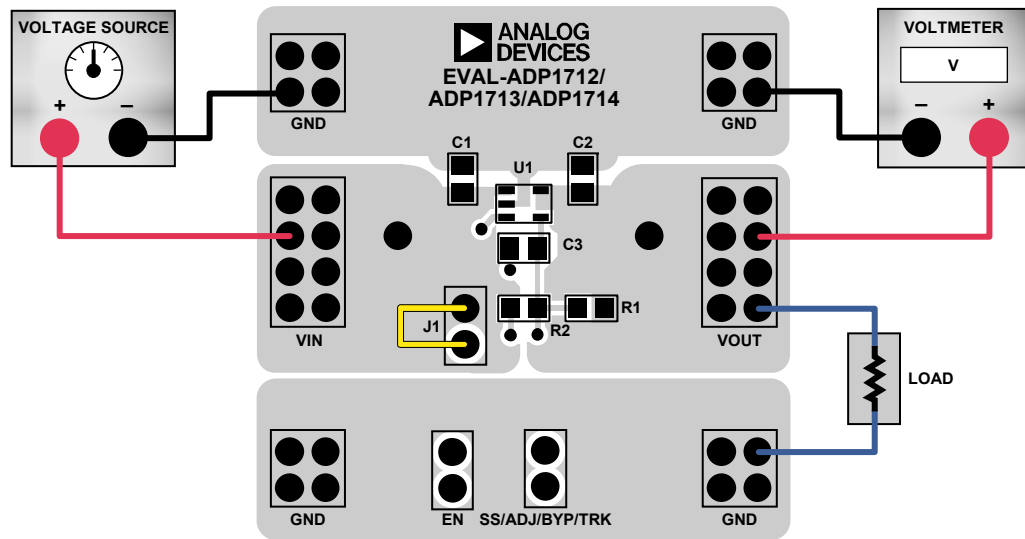 VOLTAGE SOURCE
+
–
ANALOG
DEVICES
EVAL-ADP1712/
ADP1713/ADP1714
GND
GND
VOLTMETER
V
–
+
C1
C2
U1
C3
J1
R1
R2
VIN
VOUT
LOAD
GND
EN
SS/ADJ/BYP/TRK
GND